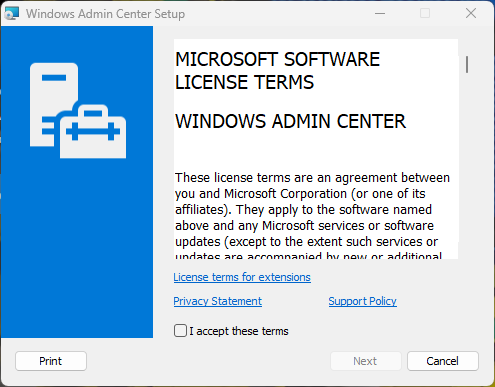 Windows Admin Center Setup
MICROSOFT SOFTWARE
LICENSE TERMS
WINDOWS ADMIN CENTER
These license terms are an agreement between
you and Microsoft Corporation (or one of its
affiliates). They apply to the software named
above and any Microsoft services or software
updates (except to the extent such services or
updates are accompanied by new or additional
License terms for extensions
Privacy Statement
Support Policy
I accept these terms
Print
Next
Cancel